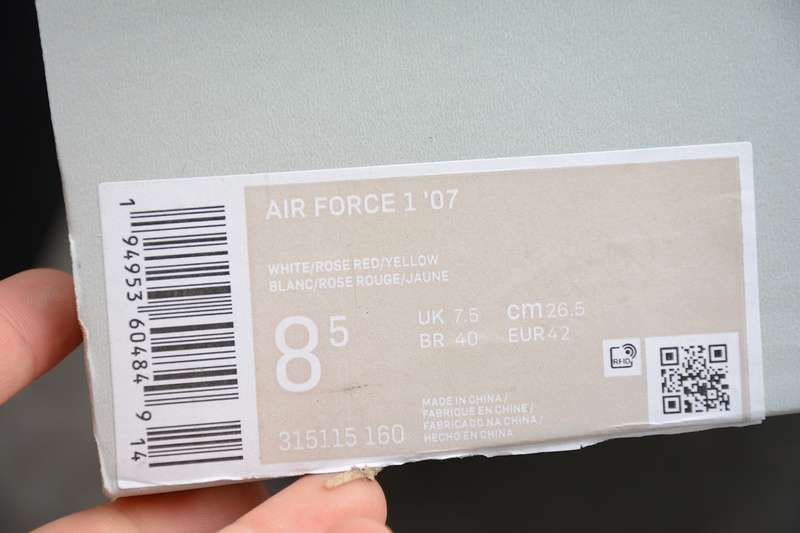 AIR FORCE 1 '07
WHITE/ROSE RED/YELLOW
BLANC/ROSE ROUGE/JAUNE
8 5
UK 7.5 cm 26.5
BR 40 EUR 42
RFID
MADE IN CHINA/
FABRIQUE EN CHINE/
FABRICADO NA CHINA/
HECHO EN CHINA
315115 160
1 94953 60484 9 14